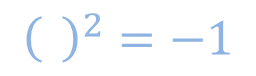 ( )² = −1